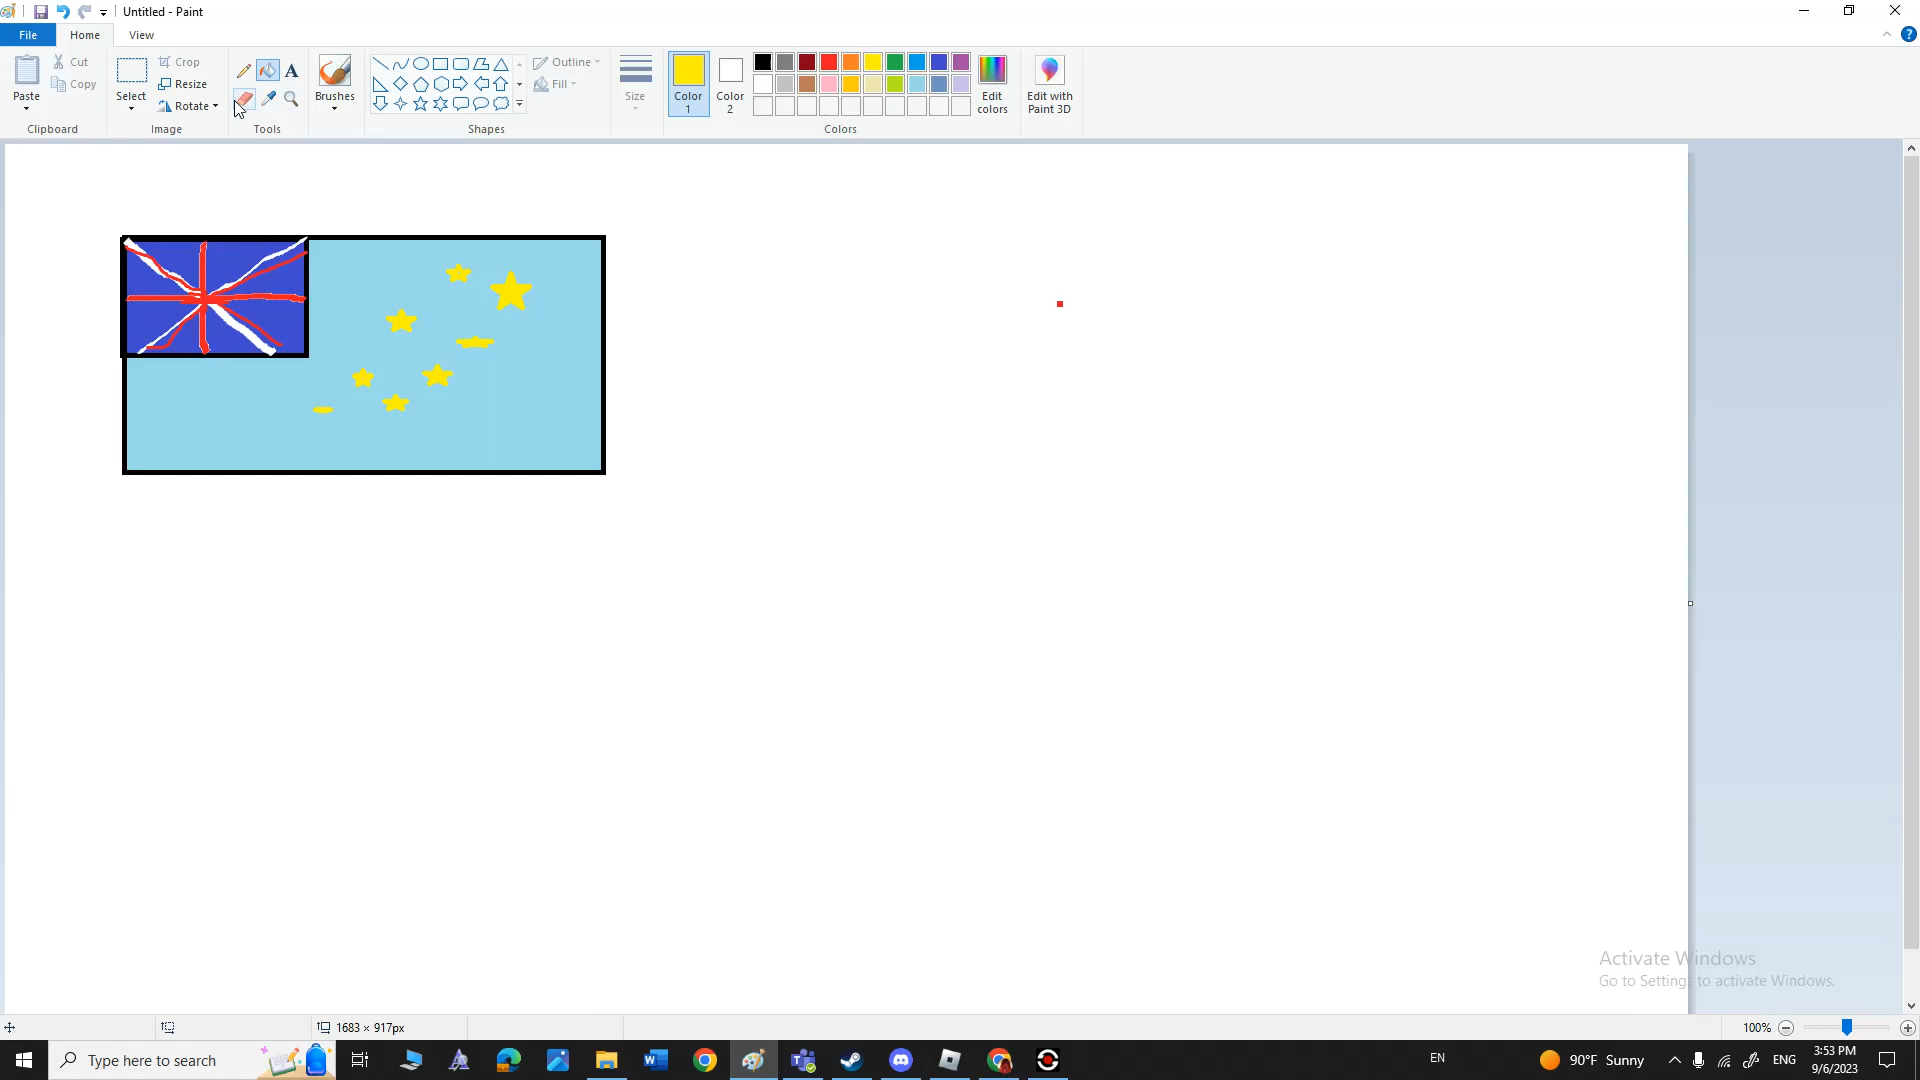 Untitled - Paint
File Home View
Paste
Cut
Copy
Clipboard
Select
Crop
Resize
Rotate
Image
A
Tools
Brushes
Shapes
Outline
Fill
Size
Color
1
Color
2
Edit
colors
Colors
Edit with
Paint 3D
Activate Windows
Go to Settings to activate Windows.
1683 × 917px
100%
Type here to search
EN
90°F Sunny
ENG
3:53 PM
9/6/2023